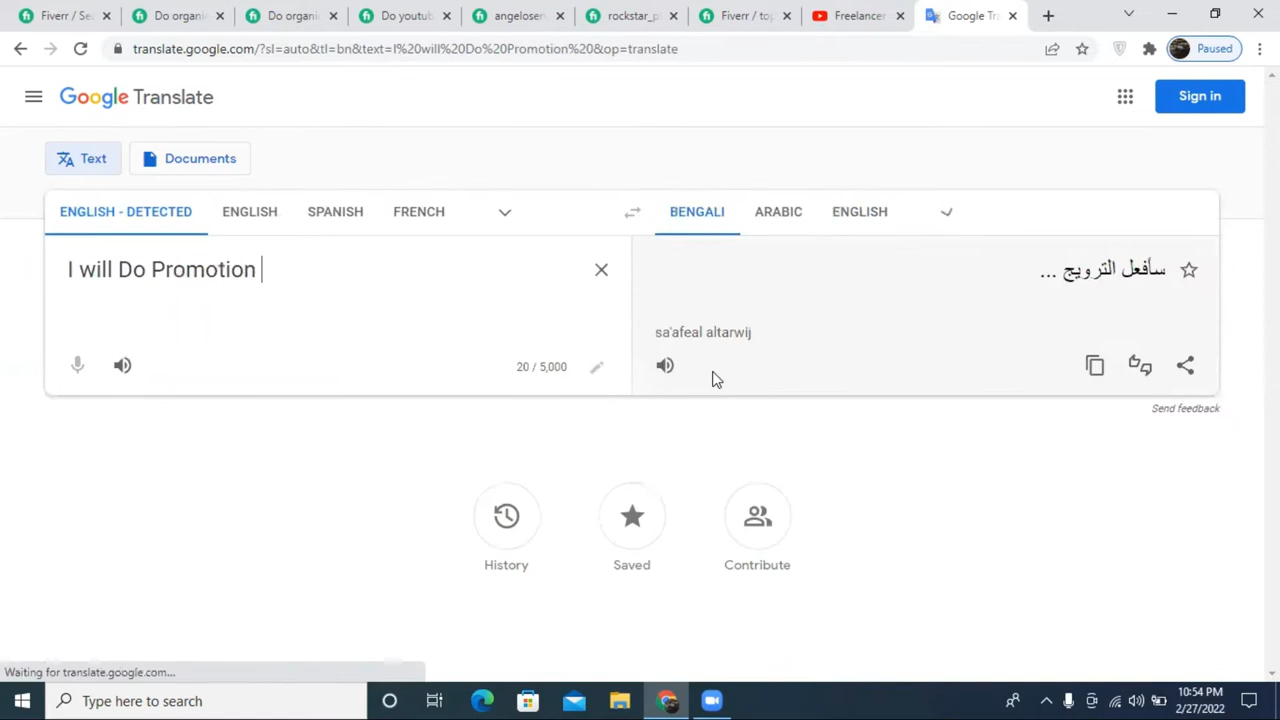 Fiverr / Se
Do organi
Do organi
Do youtub
angeloser
rockstar_p
Fiverr / top
Freelancer
Google Tra
translate.google.com/?sl=auto&tl=bn&text=I%20will%20Do%20Promotion%20&op=translate
Paused
Google Translate
Sign in
Text
Documents
ENGLISH - DETECTED
ENGLISH
SPANISH
FRENCH
BENGALI
ARABIC
ENGLISH
I will Do Promotion
سأفعل الترويج ...
sa'afeal altarwij
20 / 5,000
Send feedback
History
Saved
Contribute
Waiting for translate.google.com...
Type here to search
10:54 PM
2/27/2022